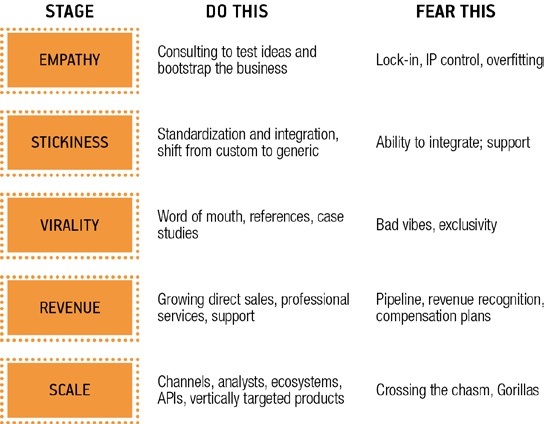 STAGE DO THIS FEAR THIS
EMPATHY
Consulting to test ideas and
bootstrap the business
Lock-in, IP control, overfitting
STICKINESS
Standardization and integration,
shift from custom to generic
Ability to integrate; support
VIRALITY
Word of mouth, references, case
studies
Bad vibes, exclusivity
REVENUE
Growing direct sales, professional
services, support
Pipeline, revenue recognition,
compensation plans
SCALE
Channels, analysts, ecosystems,
APIs, vertically targeted products
Crossing the chasm, Gorillas